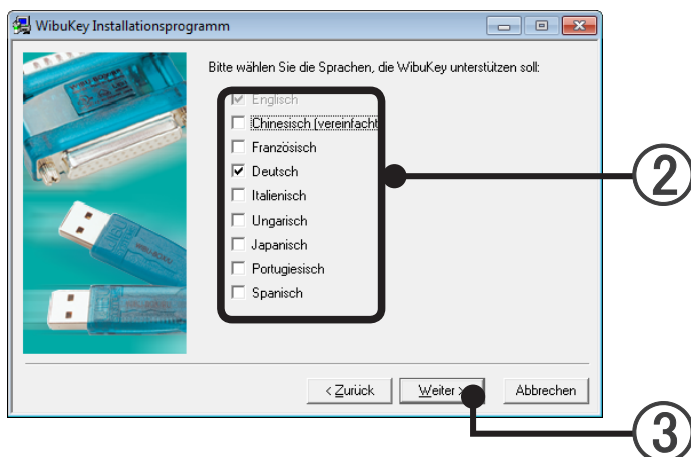 WibuKey Installationsprogramm
Bitte wählen Sie die Sprachen, die WibuKey unterstützen soll:
Englisch
Chinesisch (vereinfacht
Französisch
Deutsch
Italienisch
Ungarisch
Japanisch
Portugiesisch
Spanisch
2
< Zurück Weiter > Abbrechen
3